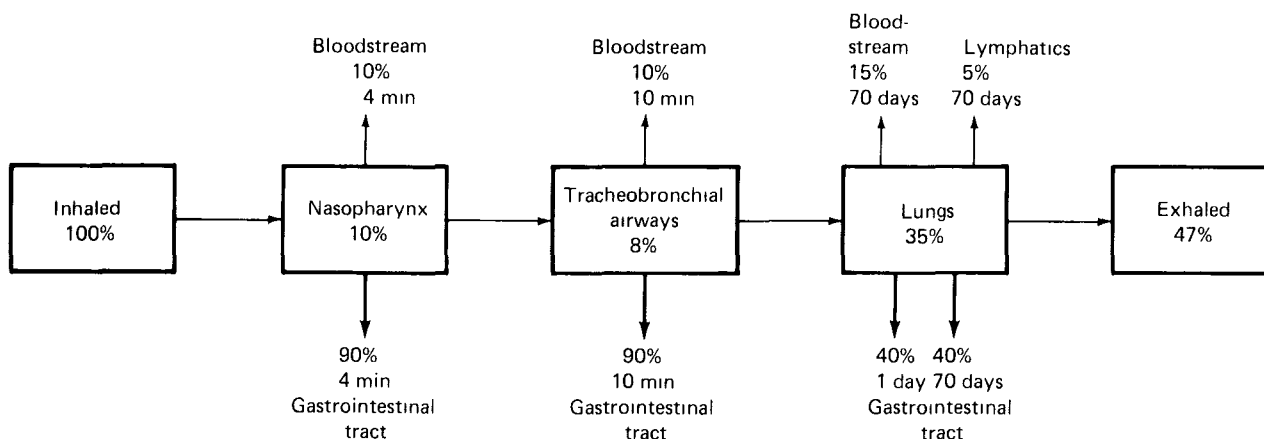 Bloodstream
10%
4 min
Bloodstream
10%
10 min
Blood-
stream
15%
70 days
Lymphatics
5%
70 days
Inhaled
100%
Nasopharynx
10%
Tracheobronchial
airways
8%
Lungs
35%
Exhaled
47%
90%
4 min
Gastrointestinal
tract
90%
10 min
Gastrointestinal
tract
40% 40%
1 day 70 days
Gastrointestinal
tract